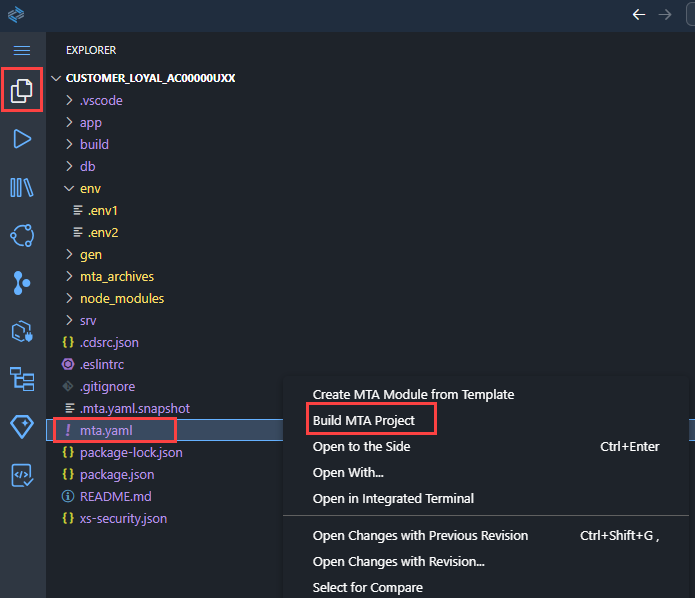 EXPLORER
CUSTOMER_LOYAL_AC00000UXX
.vscode
app
build
db
env
.env1
.env2
gen
mta_archives
node_modules
srv
{} .cdsrc.json
.eslintrc
.gitignore
.mta.yaml.snapshot
! mta.yaml
{} package-lock.json
{} package.json
README.md
{} xs-security.json
Create MTA Module from Template
Build MTA Project
Open to the Side Ctrl+Enter
Open With...
Open in Integrated Terminal
Open Changes with Previous Revision Ctrl+Shift+G ,
Open Changes with Revision...
Select for Compare